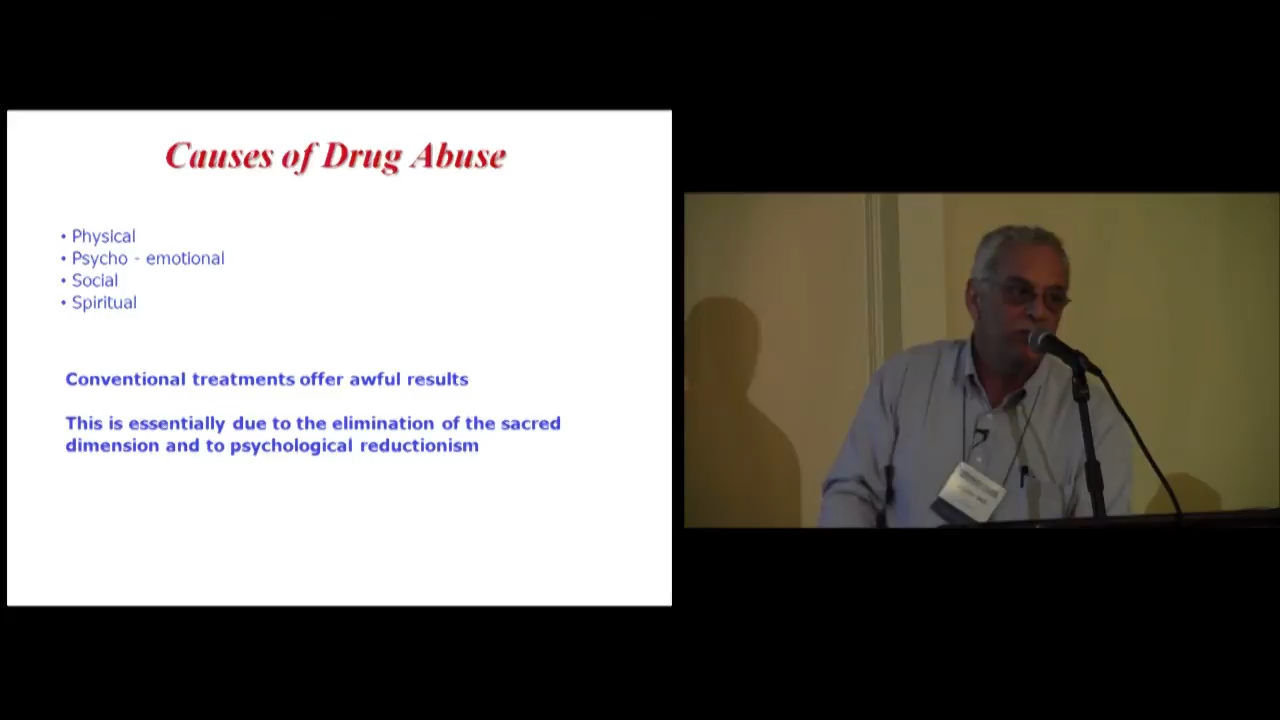 Causes of Drug Abuse
• Physical
• Psycho - emotional
• Social
• Spiritual
Conventional treatments offer awful results
This is essentially due to the elimination of the sacred
dimension and to psychological reductionism